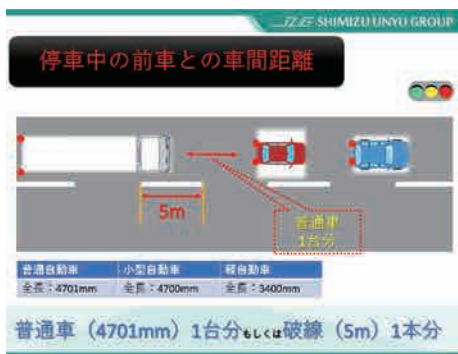 SHIMIZU UNYU GROUP
停車中の前車との車間距離
5m
普通車
1台分
普通自動車 小型自動車 軽自動車
全長：4701mm 全長：4700mm 全長：3400mm
普通車（4701mm）1台分もしくは破線（5m）1本分